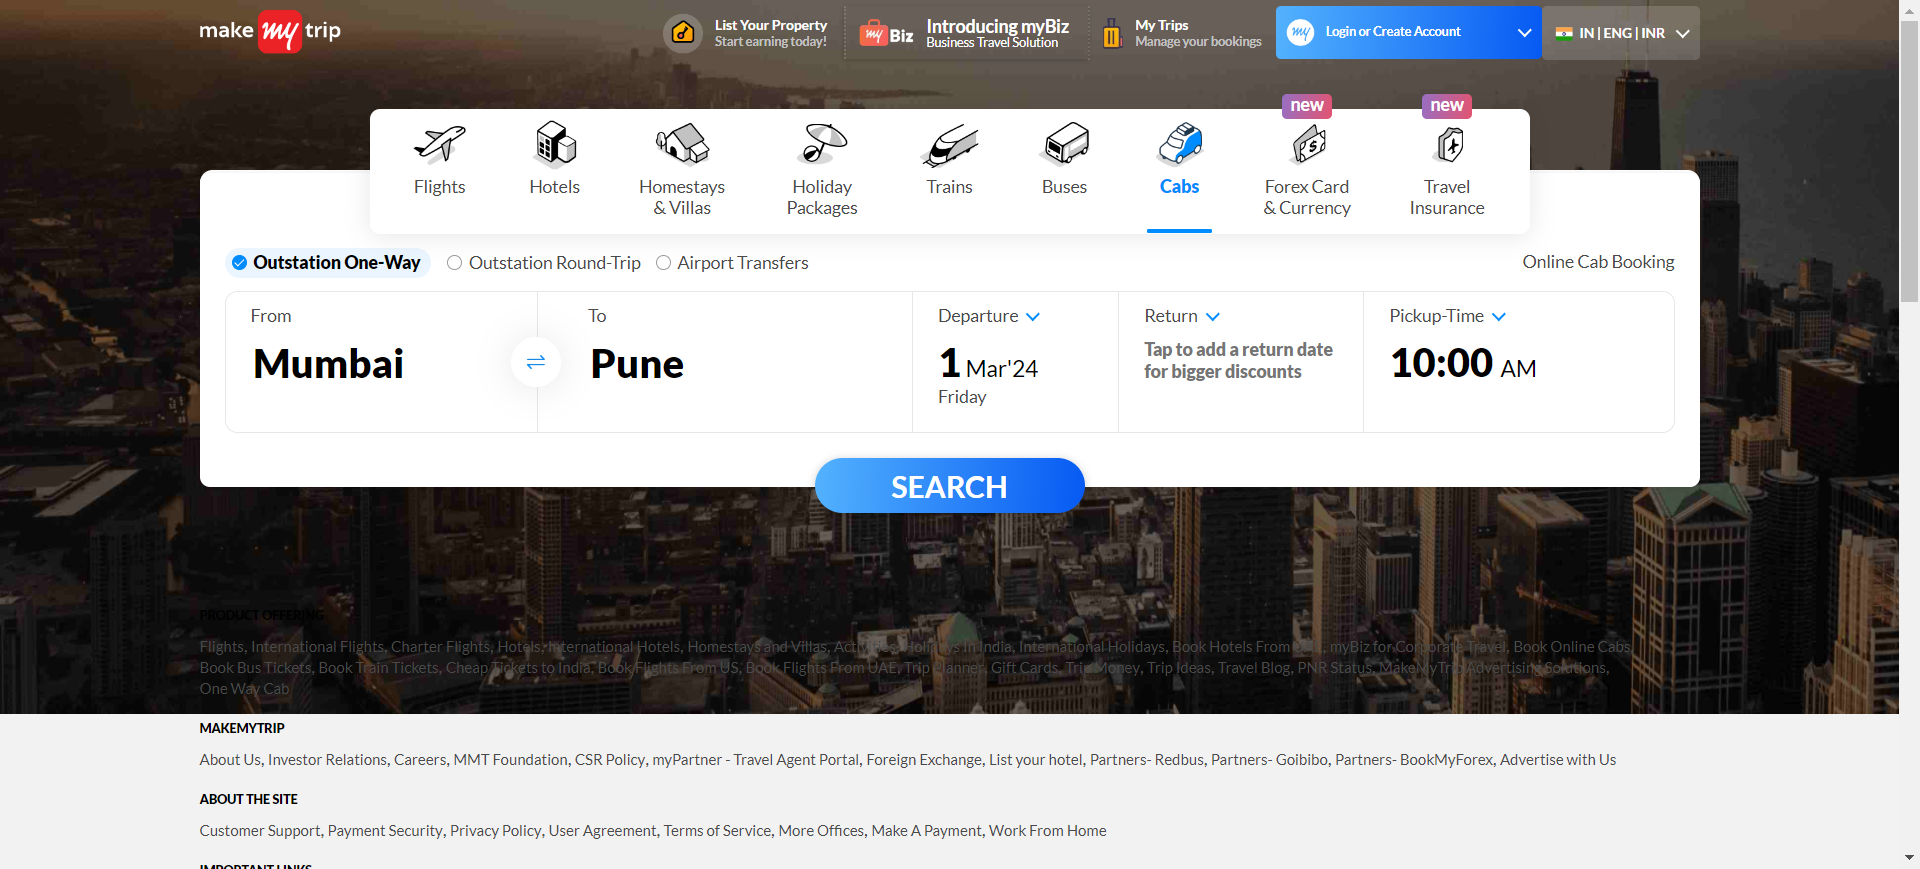 make my trip
List Your Property
Start earning today!
my Biz
Introducing myBiz
Business Travel Solution
My Trips
Manage your bookings
my
Login or Create Account
IN | ENG | INR
new
new
Flights
Hotels
Homestays
& Villas
Holiday
Packages
Trains
Buses
Cabs
Forex Card
& Currency
Travel
Insurance
Outstation One-Way
Outstation Round-Trip
Airport Transfers
Online Cab Booking
From
Mumbai
To
Pune
Departure
1 Mar'24
Friday
Return
Tap to add a return date
for bigger discounts
Pickup-Time
10:00 AM
SEARCH
PRODUCT OFFERING
Flights, International Flights, Charter Flights, Hotels, International Hotels, Homestays and Villas, Activities, Holidays In India, International Holidays, Book Hotels From UAE, myBiz for Corporate Travel, Book Online Cabs,
Book Bus Tickets, Book Train Tickets, Cheap Tickets to India, Book Flights From US, Book Flights From UAE, Trip Planner, Gift Cards, Trip Money, Trip Ideas, Travel Blog, PNR Status, MakeMyTrip Advertising Solutions,
One Way Cab
MAKEMYTRIP
About Us, Investor Relations, Careers, MMT Foundation, CSR Policy, myPartner - Travel Agent Portal, Foreign Exchange, List your hotel, Partners- Redbus, Partners- Goibibo, Partners- BookMyForex, Advertise with Us
ABOUT THE SITE
Customer Support, Payment Security, Privacy Policy, User Agreement, Terms of Service, More Offices, Make A Payment, Work From Home
IMPORTANT LINKS